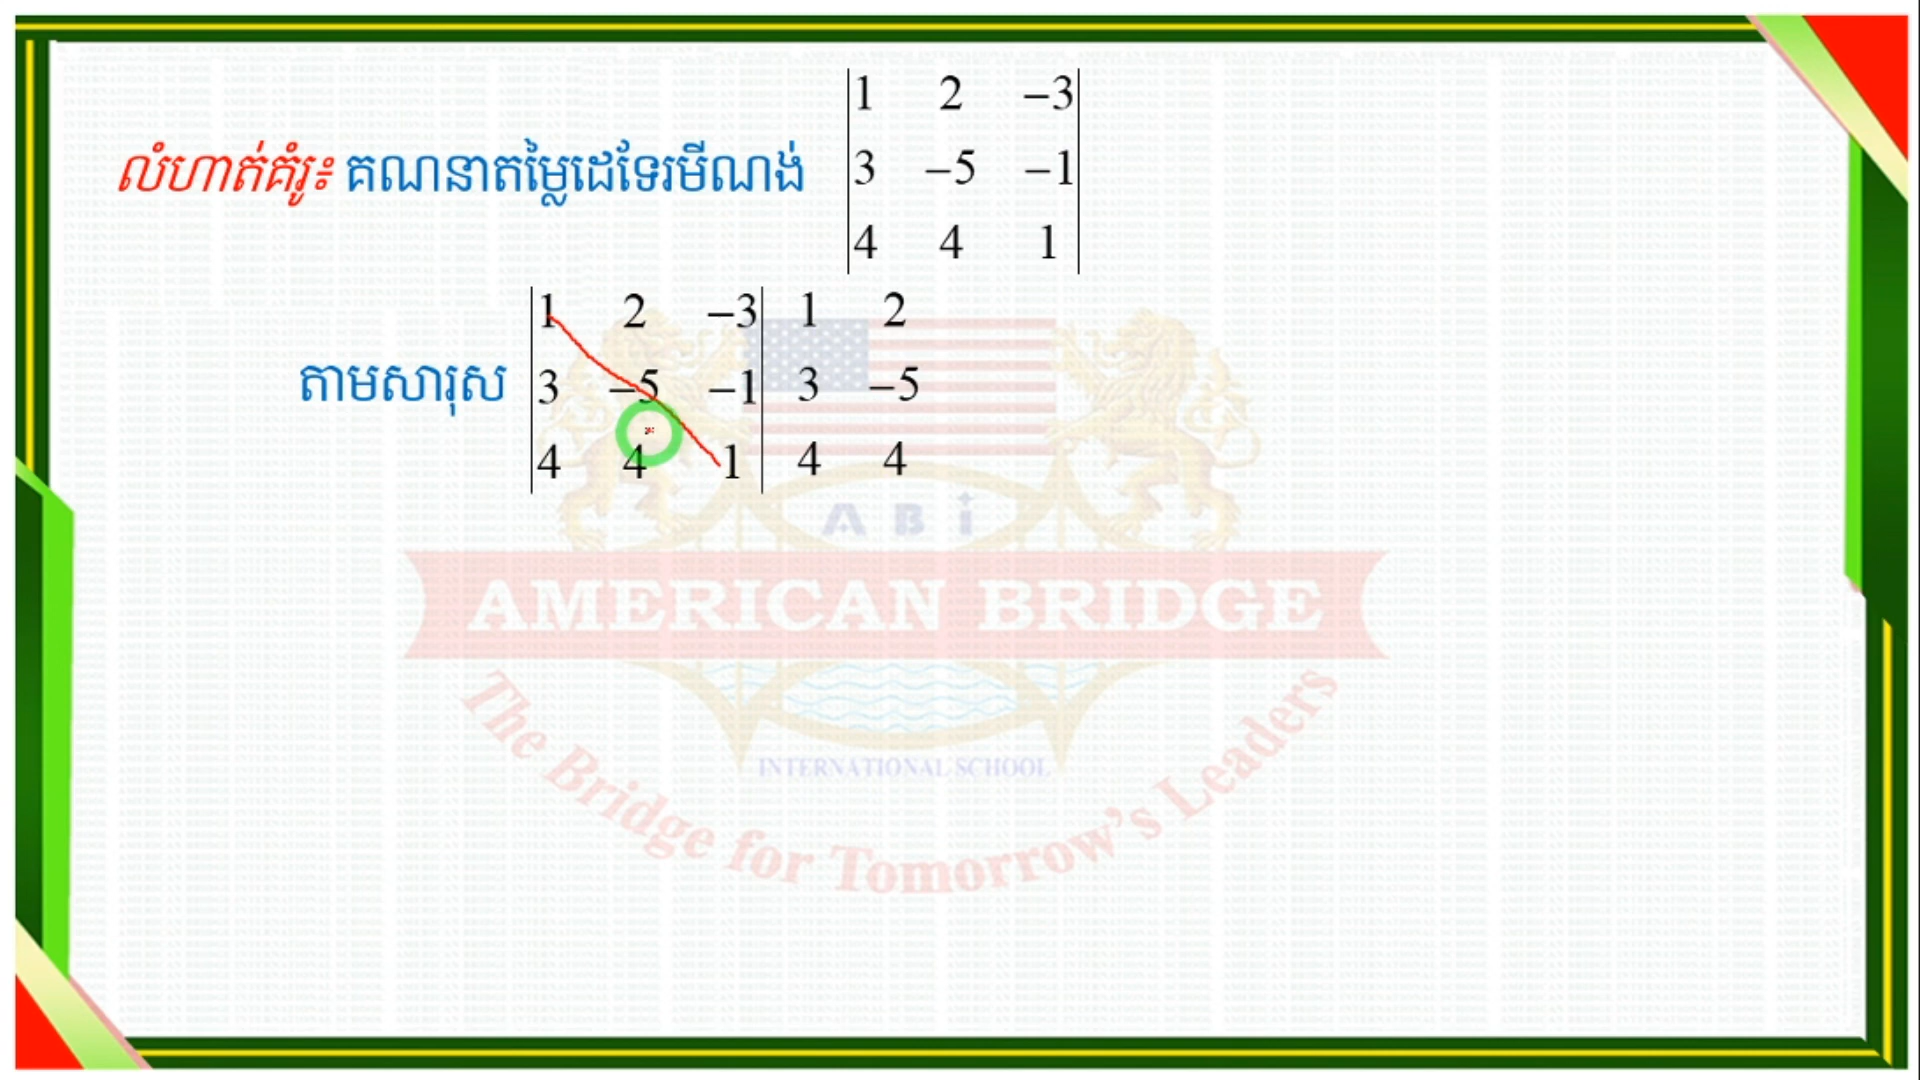 1 2 −3
លំហាត់គំរូ៖ គណនាតម្លៃដេទែរមីណង់ 3 −5 −1
4 4 1
1 2 −3 1 2
តាមសារុស 3 −5 −1 3 −5
4 4 1 4 4
A B i
AMERICAN BRIDGE
INTERNATIONAL SCHOOL
The Bridge for Tomorrow’s Leaders